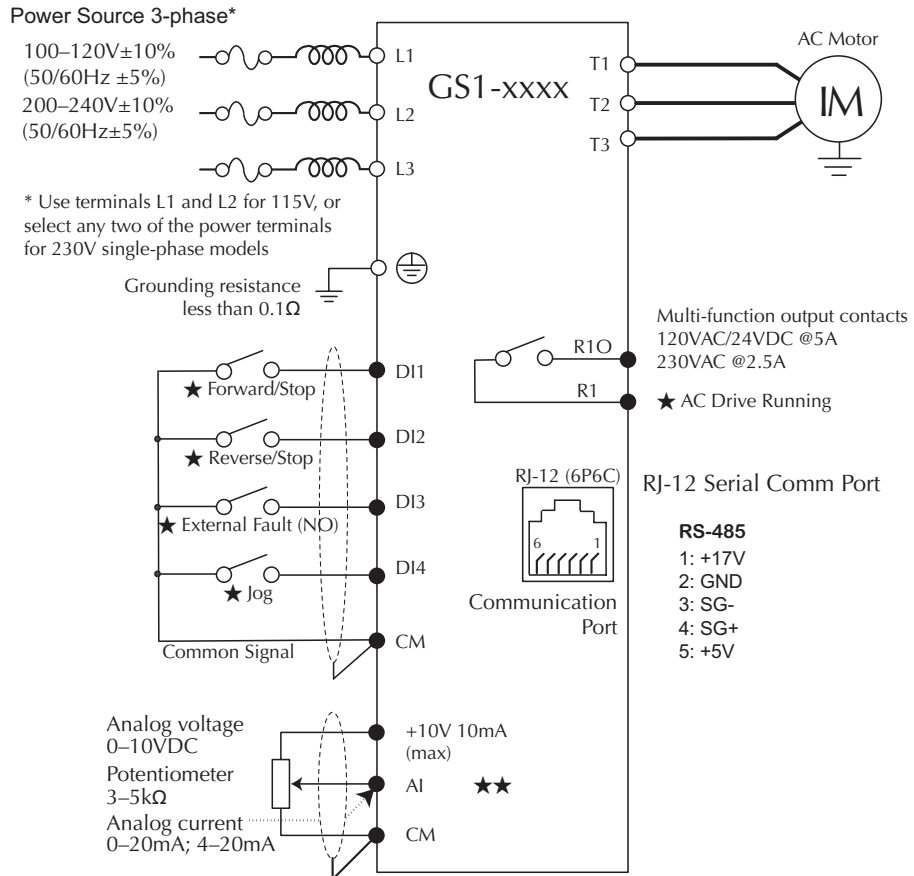 Power Source 3-phase*
100–120V±10%
(50/60Hz ±5%)
200–240V±10%
(50/60Hz±5%)
L1
L2
L3
* Use terminals L1 and L2 for 115V, or
select any two of the power terminals
for 230V single-phase models
Grounding resistance
less than 0.1Ω
GS1-xxxx
T1
T2
T3
AC Motor
IM
★ Forward/Stop
DI1
★ Reverse/Stop
DI2
★ External Fault (NO)
DI3
★ Jog
DI4
Common Signal
CM
R1O
R1
Multi-function output contacts
120VAC/24VDC @5A
230VAC @2.5A
★ AC Drive Running
RJ-12 (6P6C)
6 1
Communication
Port
RJ-12 Serial Comm Port
RS-485
1: +17V
2: GND
3: SG-
4: SG+
5: +5V
Analog voltage
0–10VDC
Potentiometer
3–5kΩ
Analog current
0–20mA; 4–20mA
+10V 10mA
(max)
AI ★★
CM